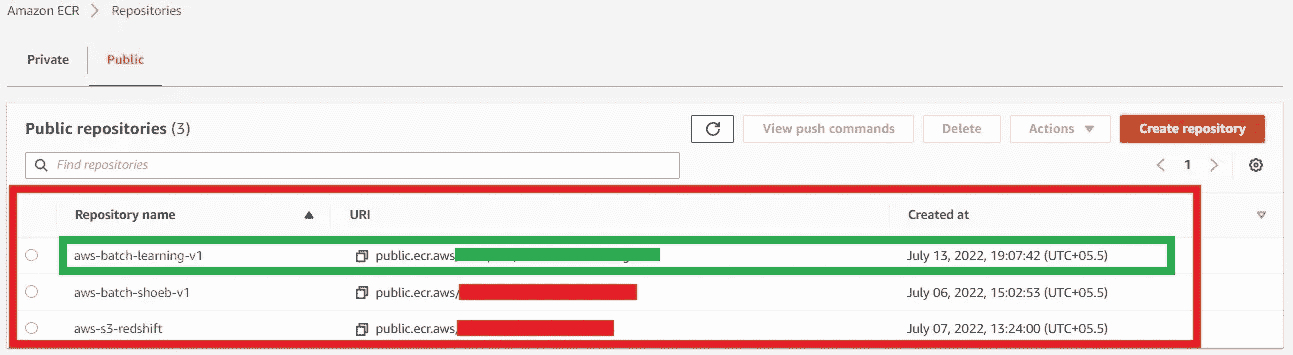 Amazon ECR > Repositories
Private Public
Public repositories (3) View push commands Delete Actions Create repository
Find repositories 1
Repository name URI Created at
aws-batch-learning-v1 public.ecr.aws/ July 13, 2022, 19:07:42 (UTC+05.5)
aws-batch-shoeb-v1 public.ecr.aws/ July 06, 2022, 15:02:53 (UTC+05.5)
aws-s3-redshift public.ecr.aws/ July 07, 2022, 13:24:00 (UTC+05.5)